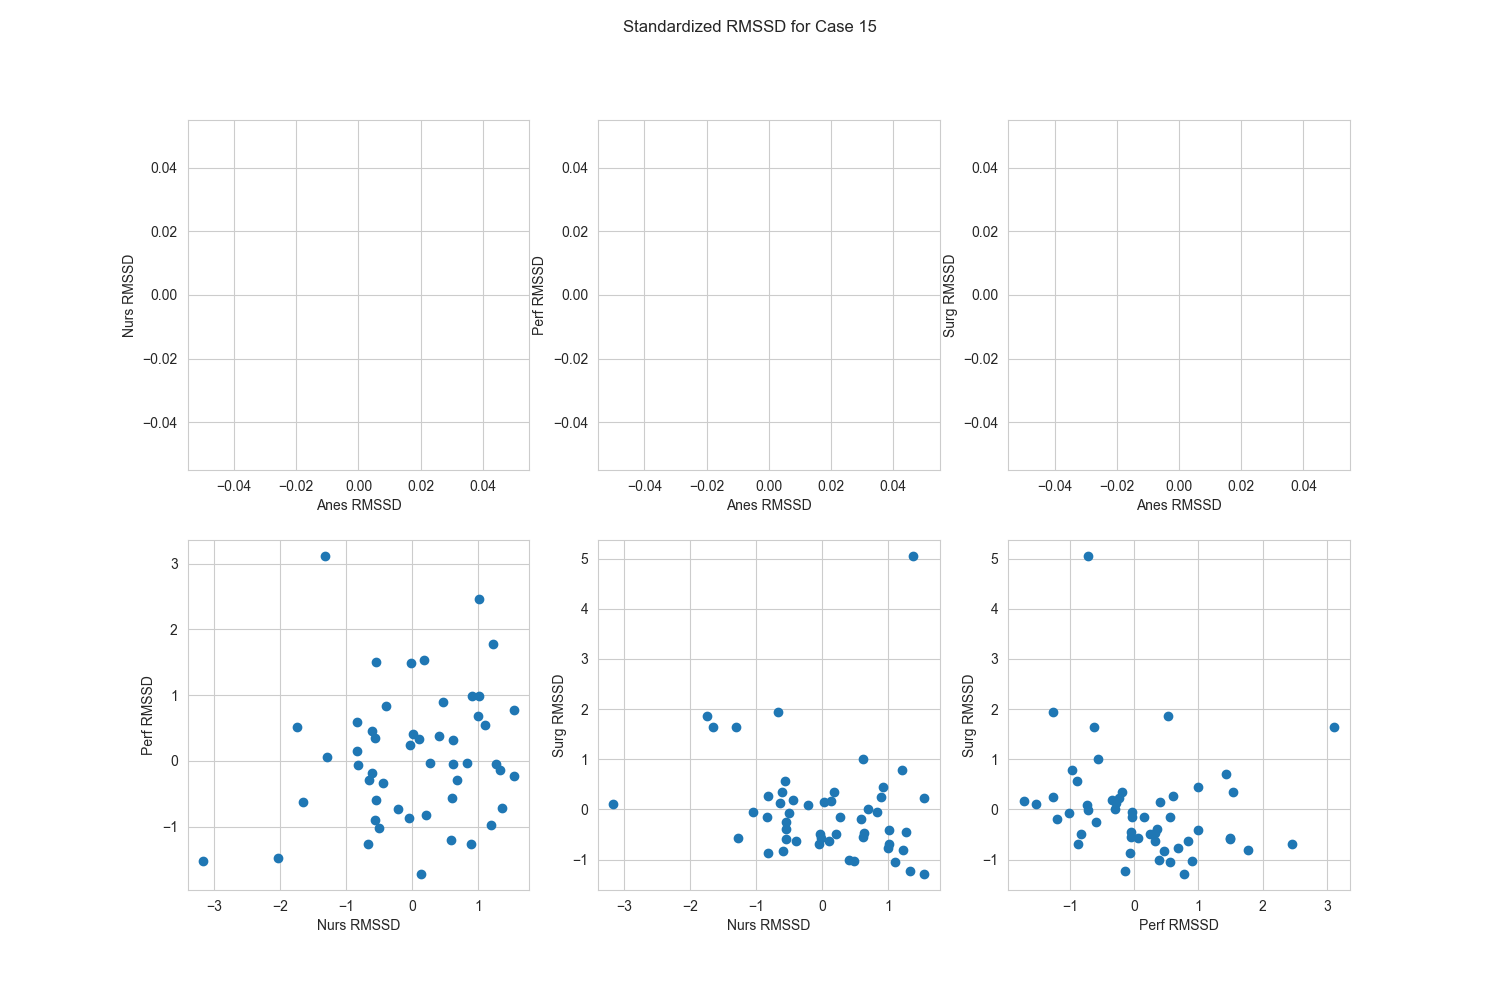 Standardized RMSSD for Case 15
0.04 0.04 0.04
0.02 0.02 0.02
Nurs RMSSD Perf RMSSD Surg RMSSD
0.00 0.00 0.00
−0.02 −0.02 −0.02
−0.04 −0.04 −0.04
−0.04 −0.02 0.00 0.02 0.04 −0.04 −0.02 0.00 0.02 0.04 −0.04 −0.02 0.00 0.02 0.04
Anes RMSSD Anes RMSSD Anes RMSSD
Perf RMSSD
3
2
1
0
−1
−3 −2 −1 0 1
Nurs RMSSD
Surg RMSSD
5
4
3
2
1
0
−1
−3 −2 −1 0 1
Nurs RMSSD
Surg RMSSD
5
4
3
2
1
0
−1
−1 0 1 2 3
Perf RMSSD